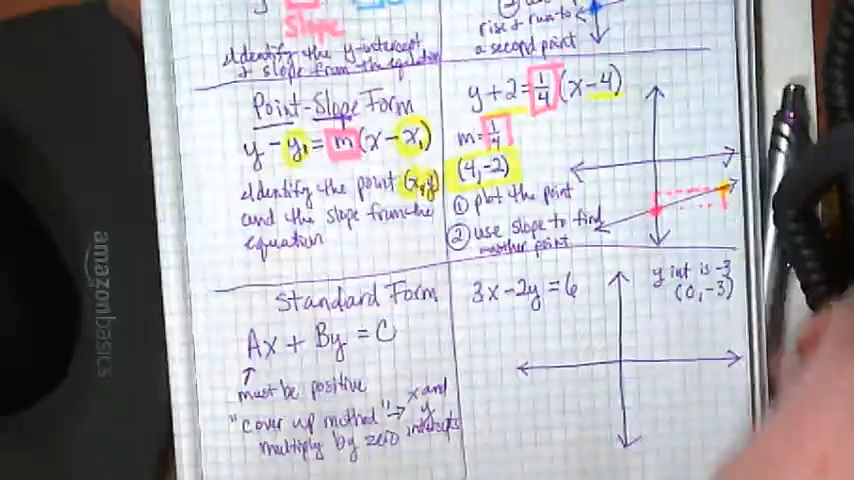 Slope
Identify the y-intercept
& slope from the equation
②
rise & run to
a second point
Point-Slope Form
y - y₁ = m(x - x₁)
Identify the point (x₁,y₁)
and the slope from the
equation
y + 2 = 1/4 (x - 4)
m = 1/4
(4, -2)
① plot the point
② use slope to find
another point
Standard Form
Ax + By = C
↑
must be positive
"cover up method" → x and y
multiply by zero intercepts
3x - 2y = 6
y int is -3
(0, -3)
amazonbasics